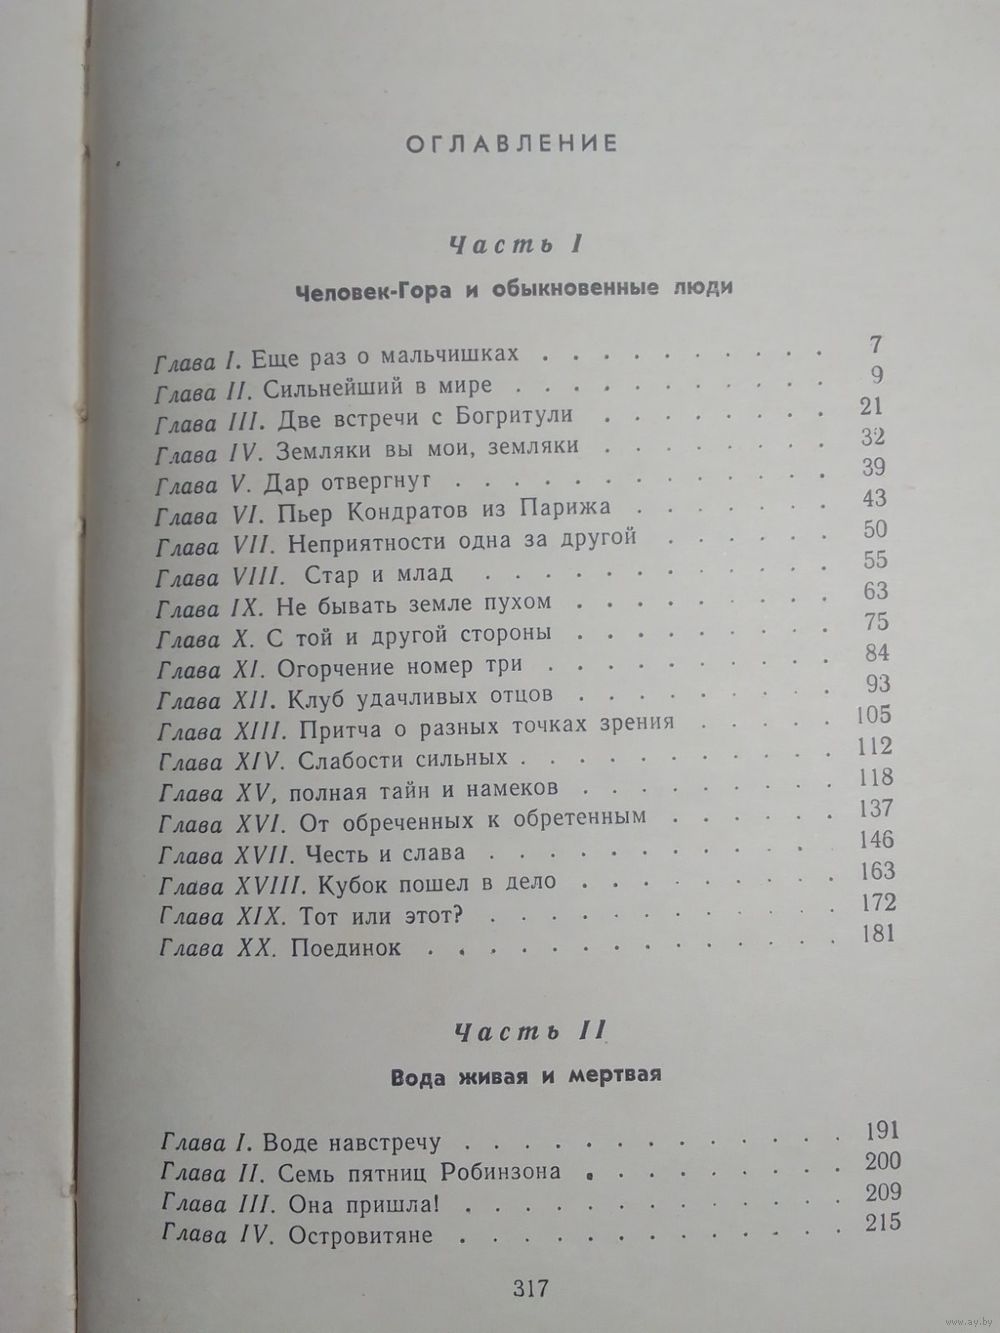 ОГЛАВЛЕНИЕ
Часть I
Человек-Гора и обыкновенные люди
Глава I. Еще раз о мальчишках . . . . . . . . . . 7
Глава II. Сильнейший в мире . . . . . . . . . . . 9
Глава III. Две встречи с Богритули . . . . . . . . 21
Глава IV. Земляки вы мои, земляки . . . . . . . . 32
Глава V. Дар отвергнут . . . . . . . . . . . . . 39
Глава VI. Пьер Кондратов из Парижа . . . . . . . 43
Глава VII. Неприятности одна за другой . . . . . . 50
Глава VIII. Стар и млад . . . . . . . . . . . . 55
Глава IX. Не бывать земле пухом . . . . . . . . . 63
Глава X. С той и другой стороны . . . . . . . . . 75
Глава XI. Огорчение номер три . . . . . . . . . . 84
Глава XII. Клуб удачливых отцов . . . . . . . . . 93
Глава XIII. Притча о разных точках зрения . . . . . 105
Глава XIV. Слабости сильных . . . . . . . . . . . 112
Глава XV, полная тайн и намеков . . . . . . . . . 118
Глава XVI. От обреченных к обретенным . . . . . . 137
Глава XVII. Честь и слава . . . . . . . . . . . . 146
Глава XVIII. Кубок пошел в дело . . . . . . . . . 163
Глава XIX. Тот или этот? . . . . . . . . . . . . 172
Глава XX. Поединок . . . . . . . . . . . . . . 181
Часть II
Вода живая и мертвая
Глава I. Воде навстречу . . . . . . . . . . . . . 191
Глава II. Семь пятниц Робинзона . . . . . . . . . 200
Глава III. Она пришла! . . . . . . . . . . . . . 209
Глава IV. Островитяне . . . . . . . . . . . . . 215
317
www.ay.by